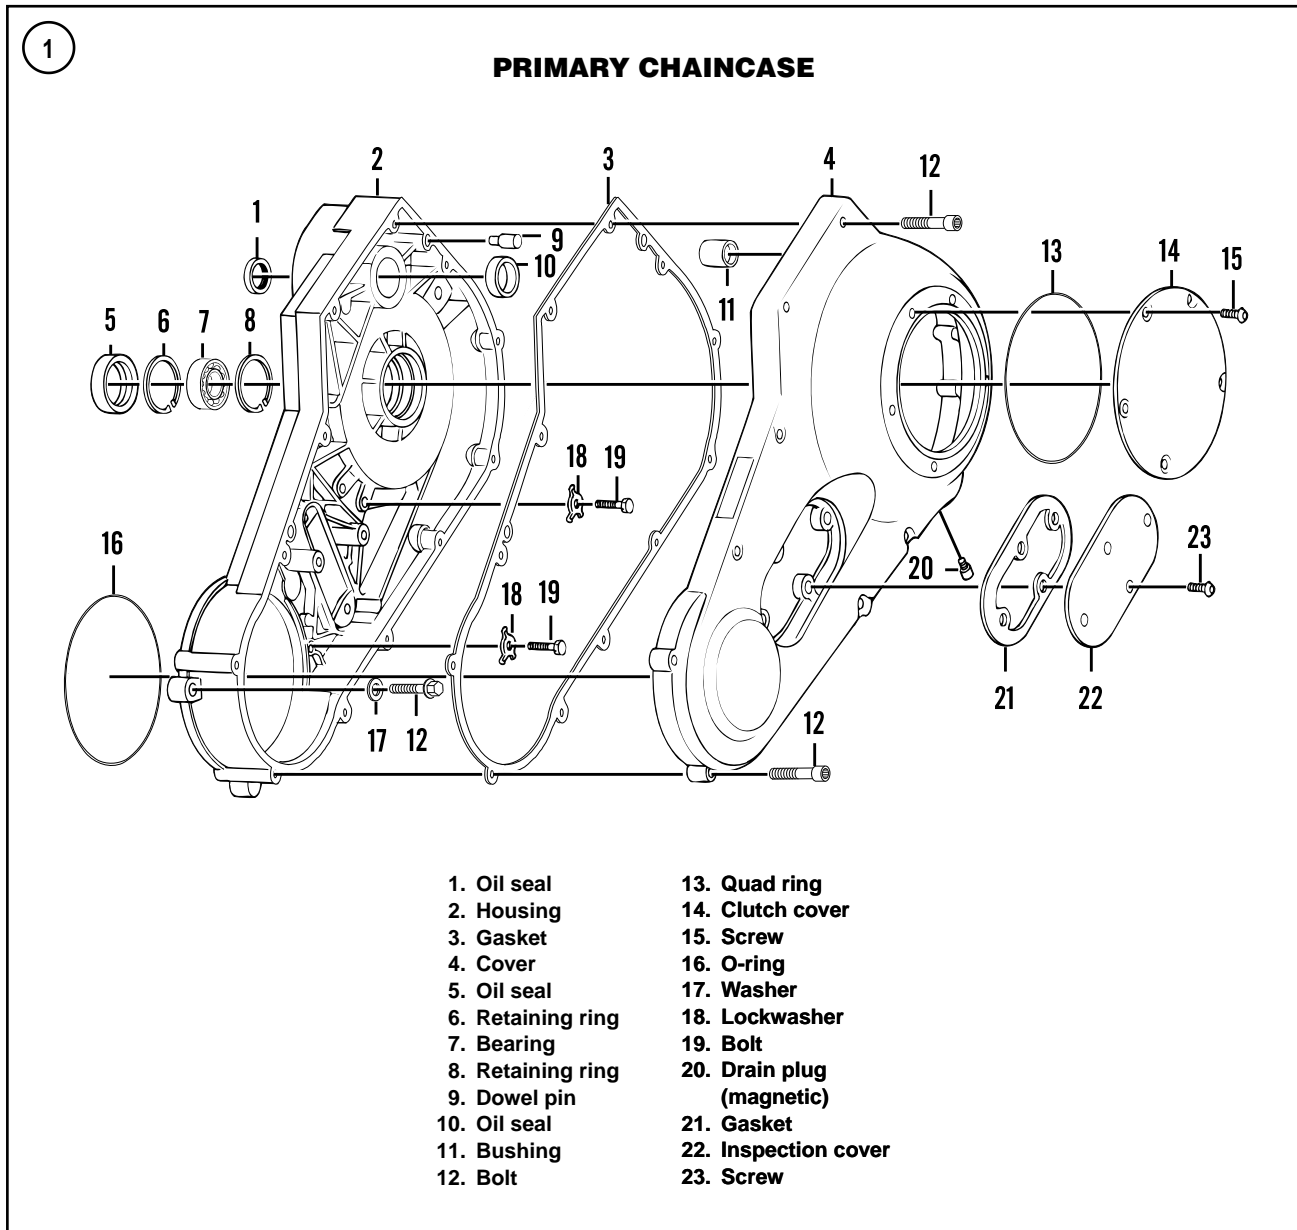 1
PRIMARY CHAINCASE
2
3
4
12
1
9
10
11
13
14
15
5
6
7
8
18
19
16
20
23
18
19
17
12
21
22
12
1. Oil seal
2. Housing
3. Gasket
4. Cover
5. Oil seal
6. Retaining ring
7. Bearing
8. Retaining ring
9. Dowel pin
10. Oil seal
11. Bushing
12. Bolt
13. Quad ring
14. Clutch cover
15. Screw
16. O-ring
17. Washer
18. Lockwasher
19. Bolt
20. Drain plug
(magnetic)
21. Gasket
22. Inspection cover
23. Screw